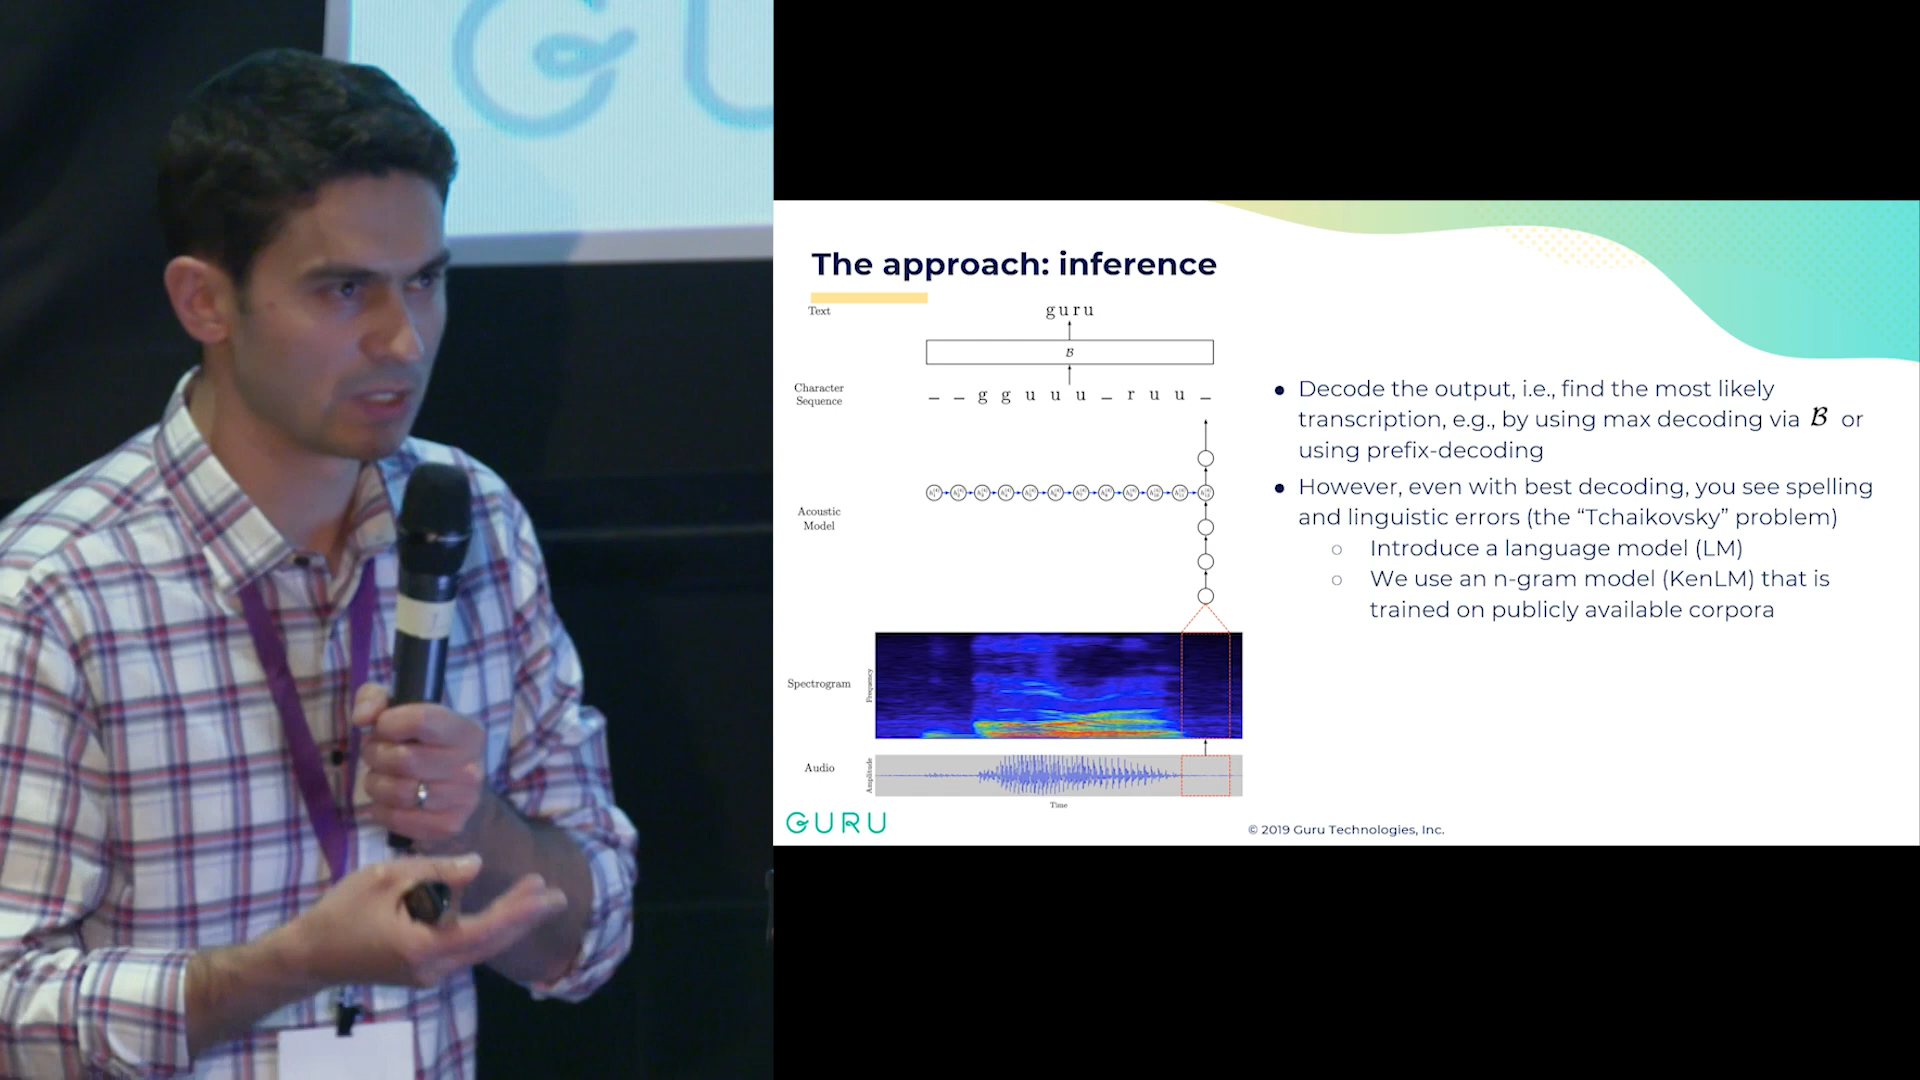 GU
The approach: inference
Text
guru
B
Character
Sequence
_ _ g g u u u _ r u u _
Acoustic
Model
Spectrogram
Frequency
Audio
Amplitude
Time
● Decode the output, i.e., find the most likely
transcription, e.g., by using max decoding via B or
using prefix-decoding
● However, even with best decoding, you see spelling
and linguistic errors (the “Tchaikovsky” problem)
○ Introduce a language model (LM)
○ We use an n-gram model (KenLM) that is
trained on publicly available corpora
GURU
© 2019 Guru Technologies, Inc.